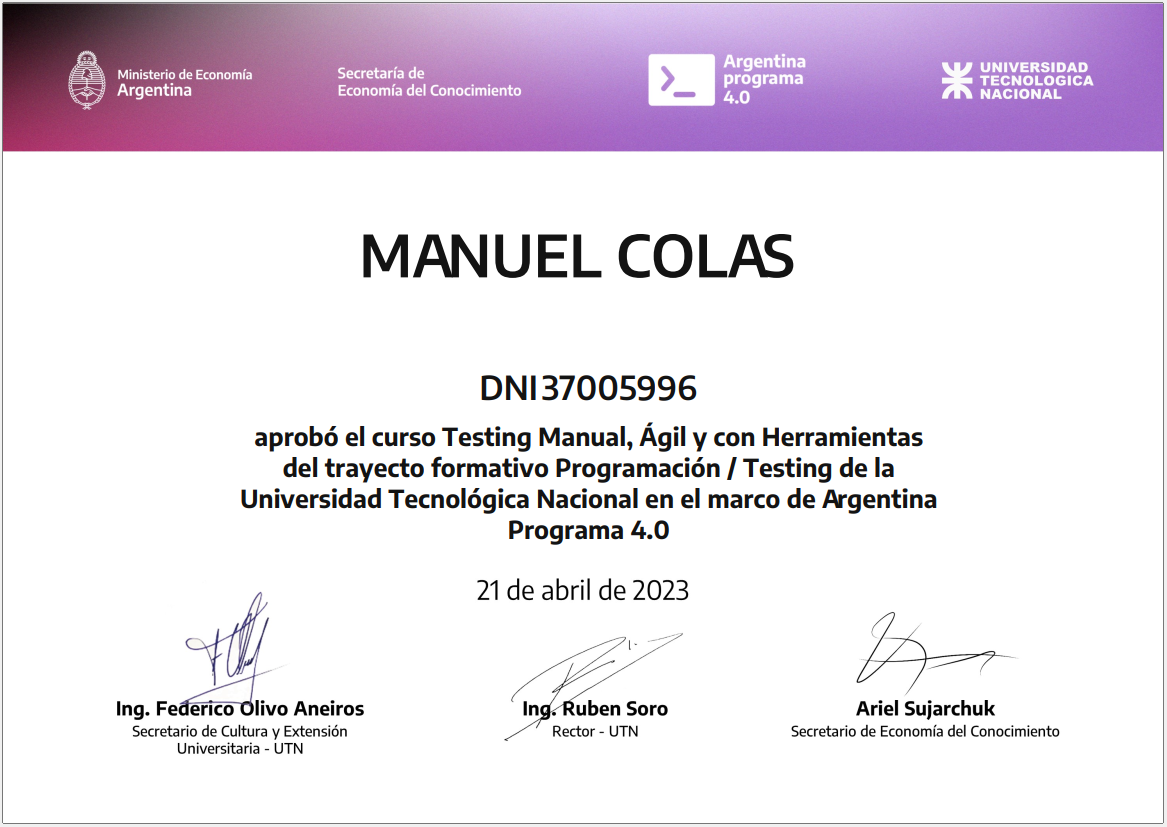 Ministerio de Economía
Argentina
Secretaría de
Economía del Conocimiento
Argentina
programa
4.0
UNIVERSIDAD
TECNOLOGICA
NACIONAL
MANUEL COLAS
DNI 37005996
aprobó el curso Testing Manual, Ágil y con Herramientas
del trayecto formativo Programación / Testing de la
Universidad Tecnológica Nacional en el marco de Argentina
Programa 4.0
21 de abril de 2023
Ing. Federico Olivo Aneiros
Secretario de Cultura y Extensión
Universitaria - UTN
Ing. Ruben Soro
Rector - UTN
Ariel Sujarchuk
Secretario de Economía del Conocimiento